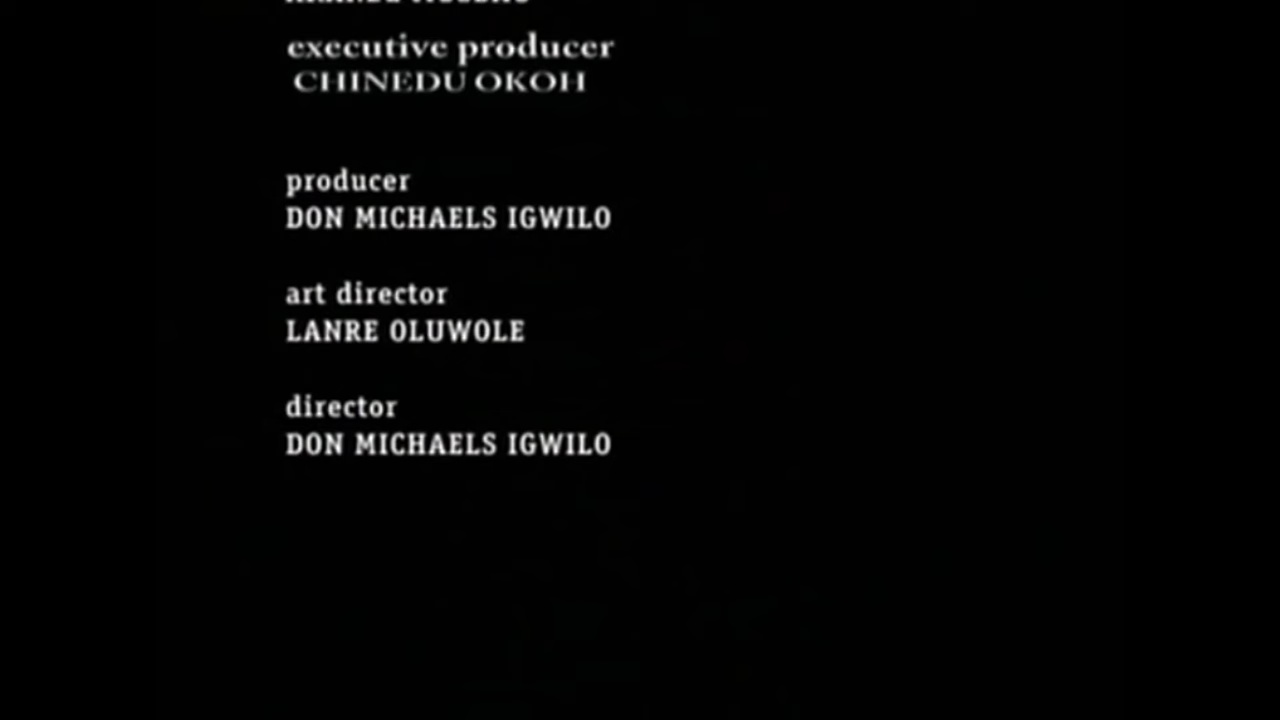 executive producer
CHINEDU OKOH
producer
DON MICHAELS IGWILO
art director
LANRE OLUWOLE
director
DON MICHAELS IGWILO